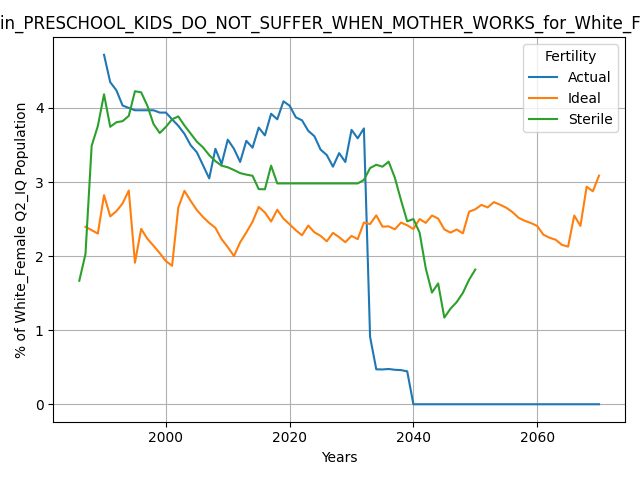 in_PRESCHOOL_KIDS_DO_NOT_SUFFER_WHEN_MOTHER_WORKS_for_White_F
Fertility
Actual
Ideal
Sterile
% of White_Female Q2_IQ Population
4
3
2
1
0
2000 2020 2040 2060
Years